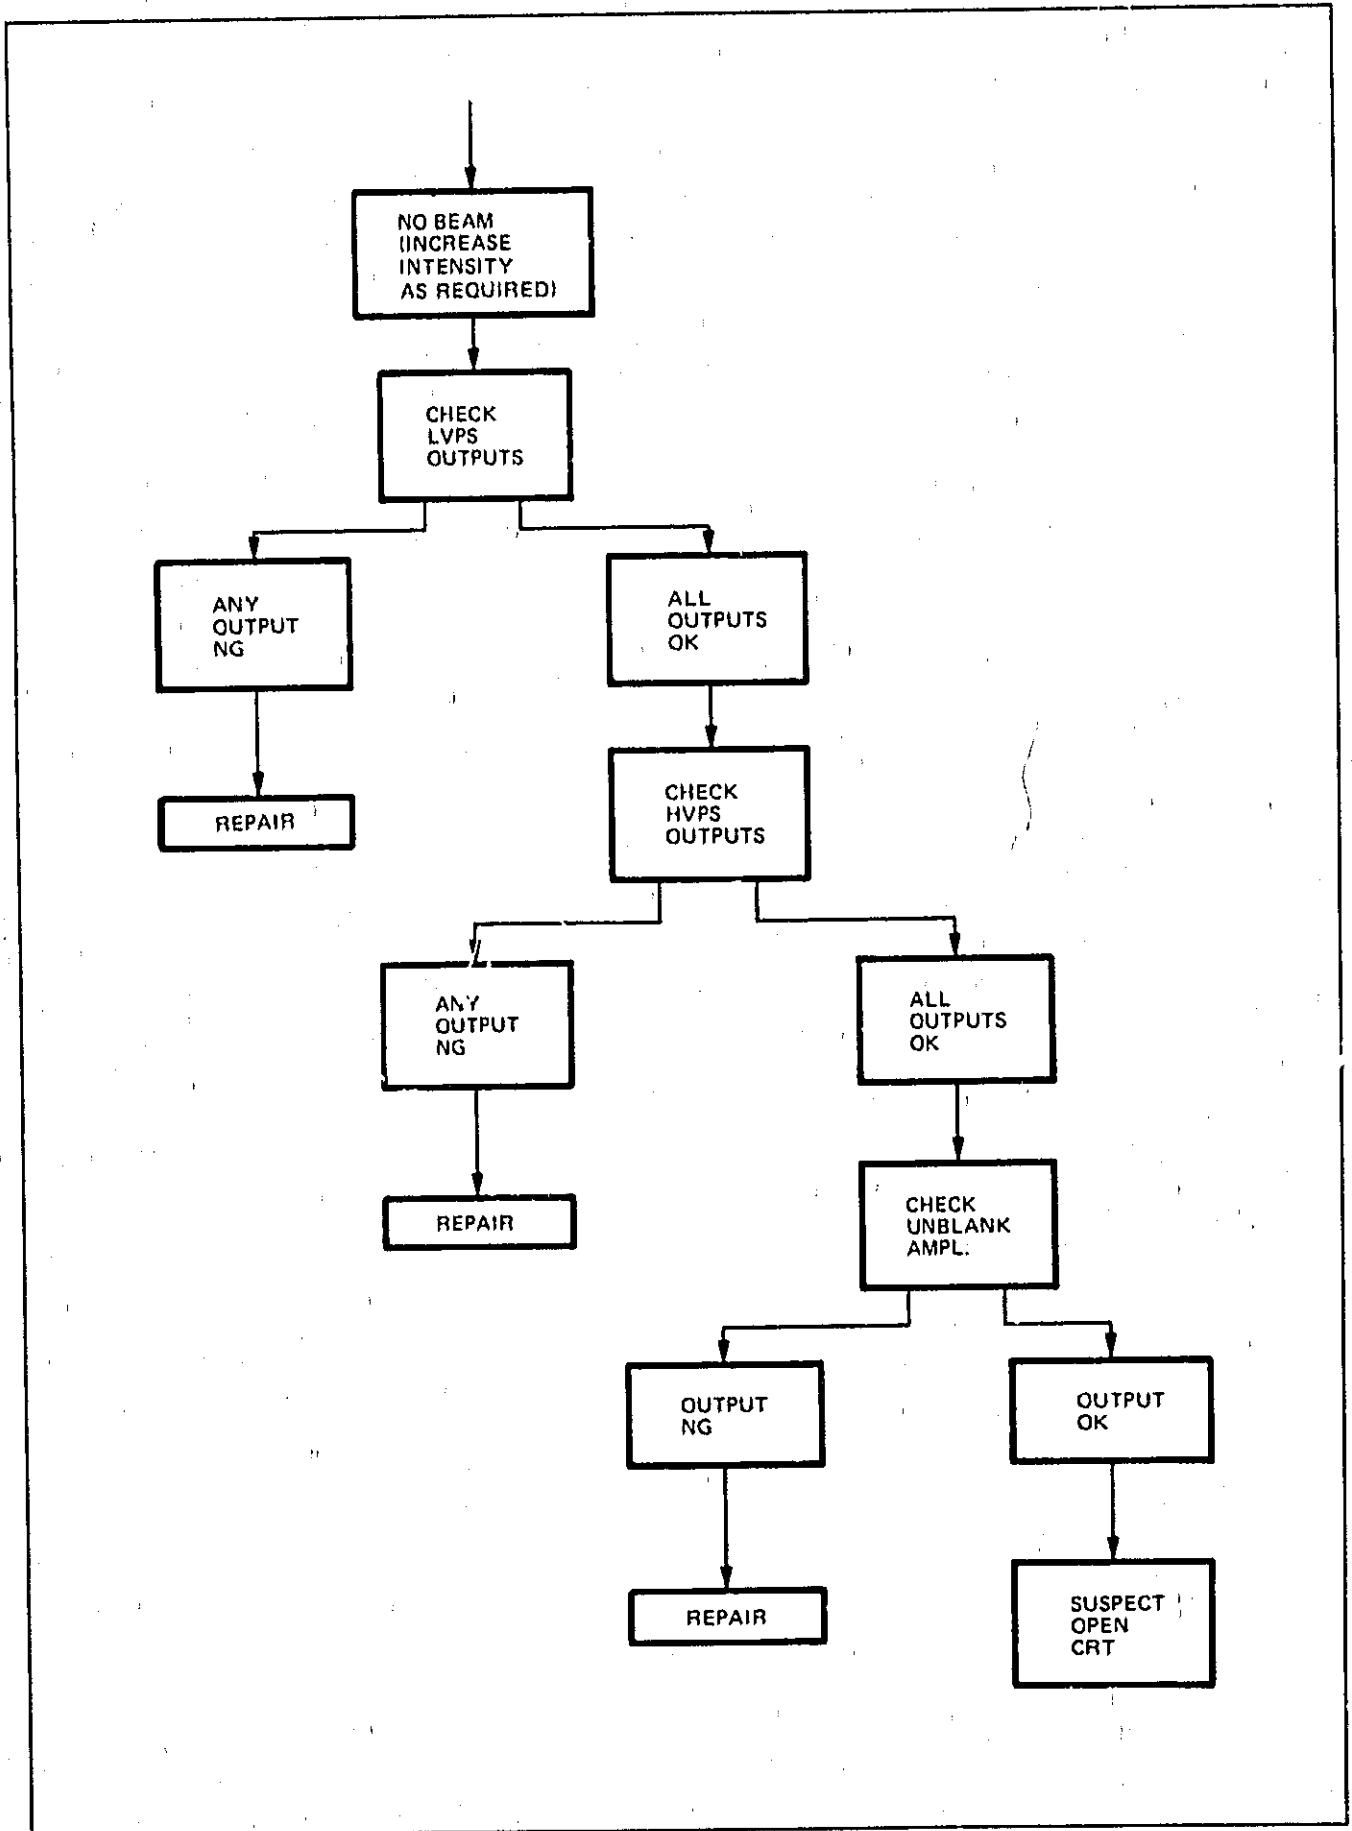 NO BEAM
(INCREASE
INTENSITY
AS REQUIRED)
CHECK
LVPS
OUTPUTS
ANY
OUTPUT
NG
ALL
OUTPUTS
OK
REPAIR
CHECK
HVPS
OUTPUTS
ANY
OUTPUT
NG
ALL
OUTPUTS
OK
REPAIR
CHECK
UNBLANK
AMPL.
OUTPUT
NG
OUTPUT
OK
REPAIR
SUSPECT
OPEN
CRT